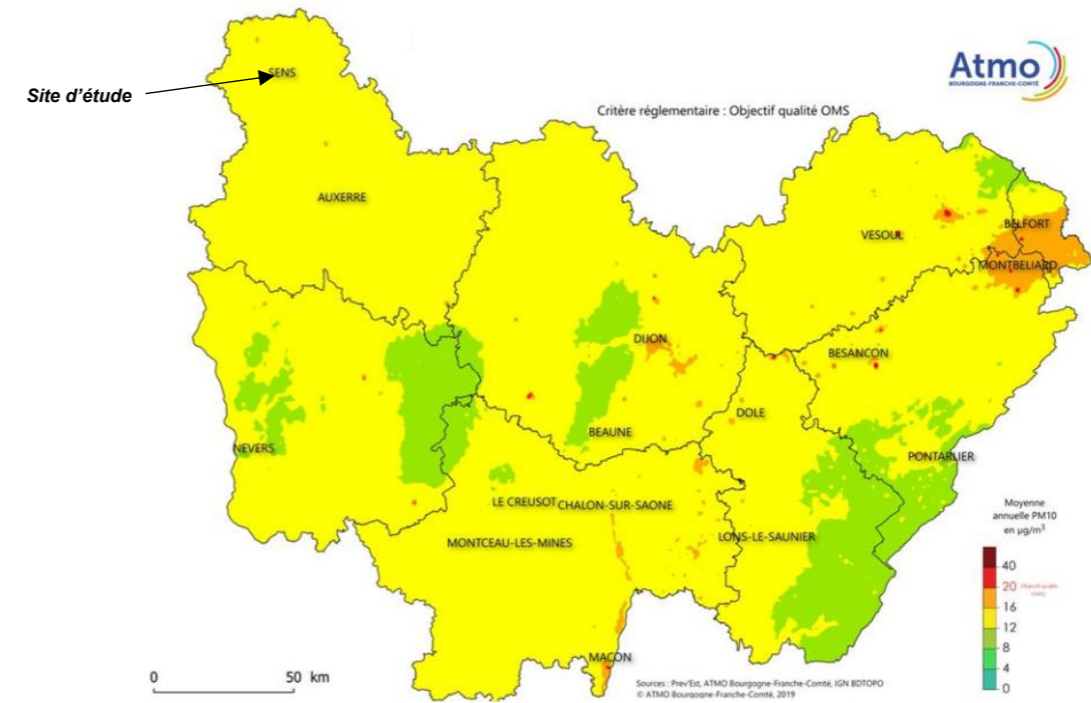 SENS
Site d'étude
Atmo
BOURGOGNE-FRANCHE-COMTÉ
Critère réglementaire : Objectif qualité OMS
AUXERRE
BELFORT
VESOUL
MONTBELIARD
DIJON
BESANCON
DOLE
BEAUNE
NEVERS
PONTARLIER
LE CREUSOT
CHALON-SUR-SAONE
LONS-LE-SAUNIER
MONTCEAU-LES-MINES
Moyenne
annuelle PM10
en µg/m³
40
20 Objectif qualité
(OMS)
16
12
8
4
0
MACON
0 50 km
Sources : Prev'Est, ATMO Bourgogne-Franche-Comté, IGN BDTOPO
© ATMO Bourgogne-Franche-Comté, 2019